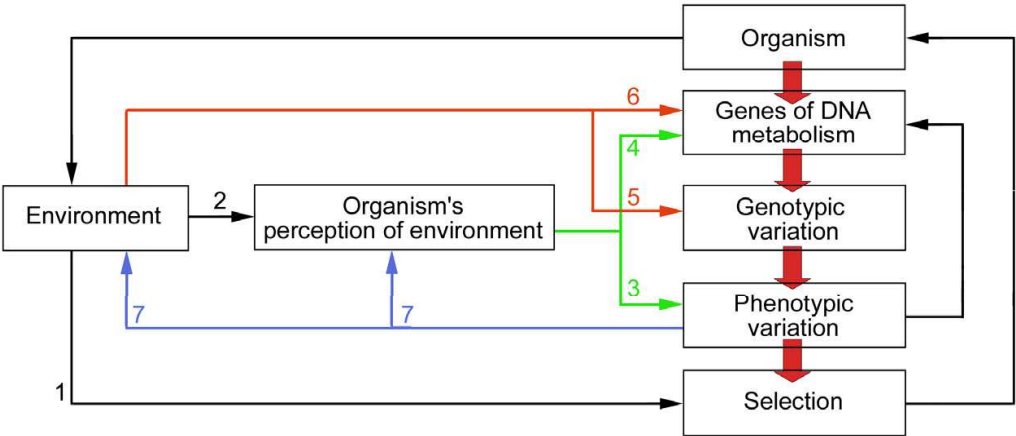 Organism
6
Genes of DNA
metabolism
4
2
Environment
Organism's
perception of environment
5
Genotypic
variation
3
7
7
Phenotypic
variation
1
Selection